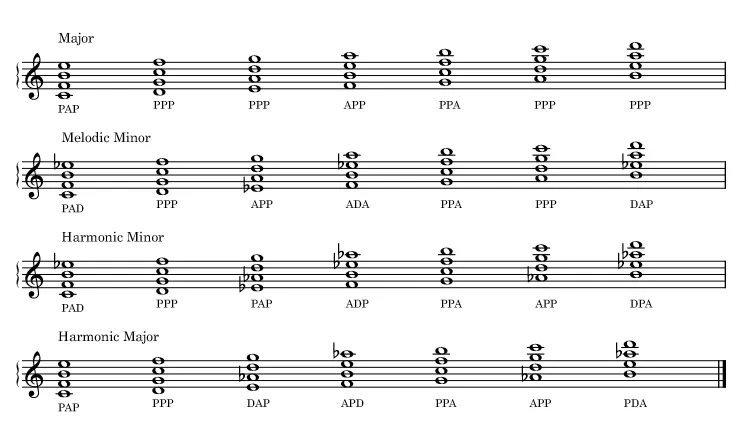 Major
PAP PPP PPP APP PPA PPP PPP
Melodic Minor
PAD PPP APP ADA PPA PPP DAP
Harmonic Minor
PAD PPP PAP ADP PPA APP DPA
Harmonic Major
PAP PPP DAP APD PPA APP PDA